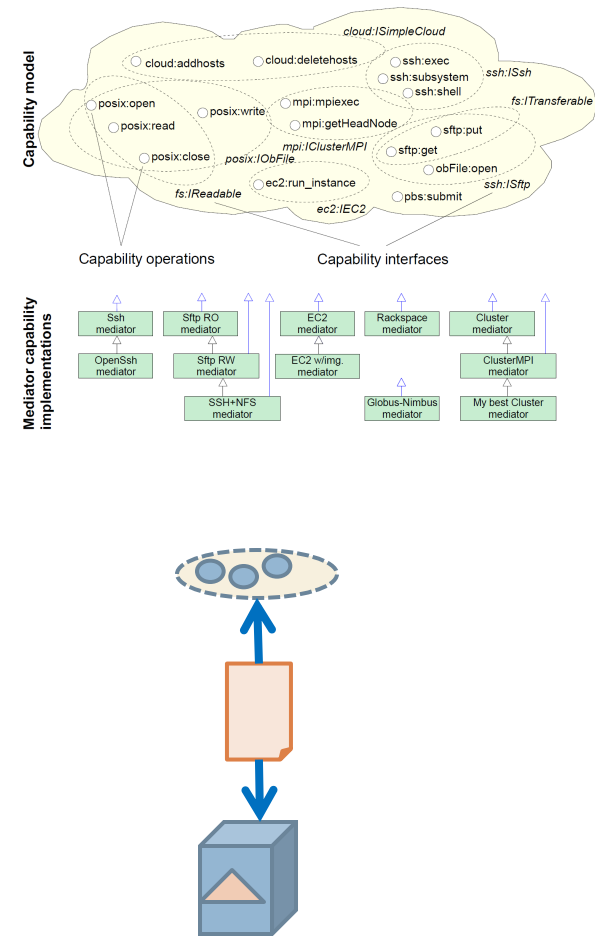 cloud:ISimpleCloud
cloud:addhosts
cloud:deletehosts
ssh:exec
ssh:subsystem
ssh:ISsh
ssh:shell
fs:ITransferable
posix:open
posix:write
mpi:mpiexec
posix:read
mpi:getHeadNode
sftp:put
mpi:IClusterMPI
sftp:get
posix:close
posix:IObFile
obFile:open
ec2:run_instance
ssh:ISftp
fs:IReadable
pbs:submit
ec2:IEC2
Capability model
Capability operations
Capability interfaces
Mediator capability
implementations
Ssh
mediator
Sftp RO
mediator
EC2
mediator
Rackspace
mediator
Cluster
mediator
OpenSsh
mediator
Sftp RW
mediator
EC2 w/img.
mediator
ClusterMPI
mediator
SSH+NFS
mediator
Globus-Nimbus
mediator
My best Cluster
mediator